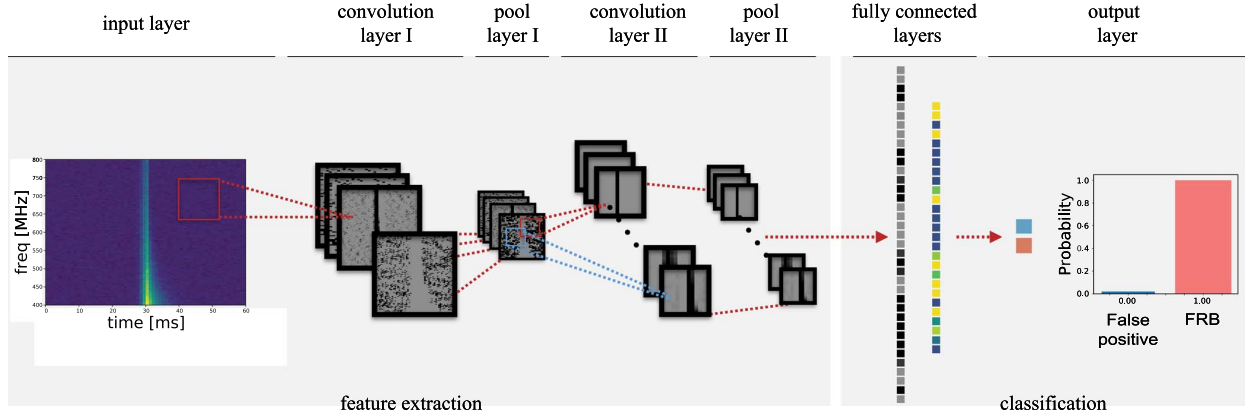 input layer
convolution
layer I
pool
layer I
convolution
layer II
pool
layer II
fully connected
layers
output
layer
freq [MHz]
800
750
700
650
600
550
500
450
400
0 10 20 30 40 50 60
time [ms]
Probability
1.0
0.8
0.6
0.4
0.2
0.0
0.00 1.00
False
positive
FRB
feature extraction
classification